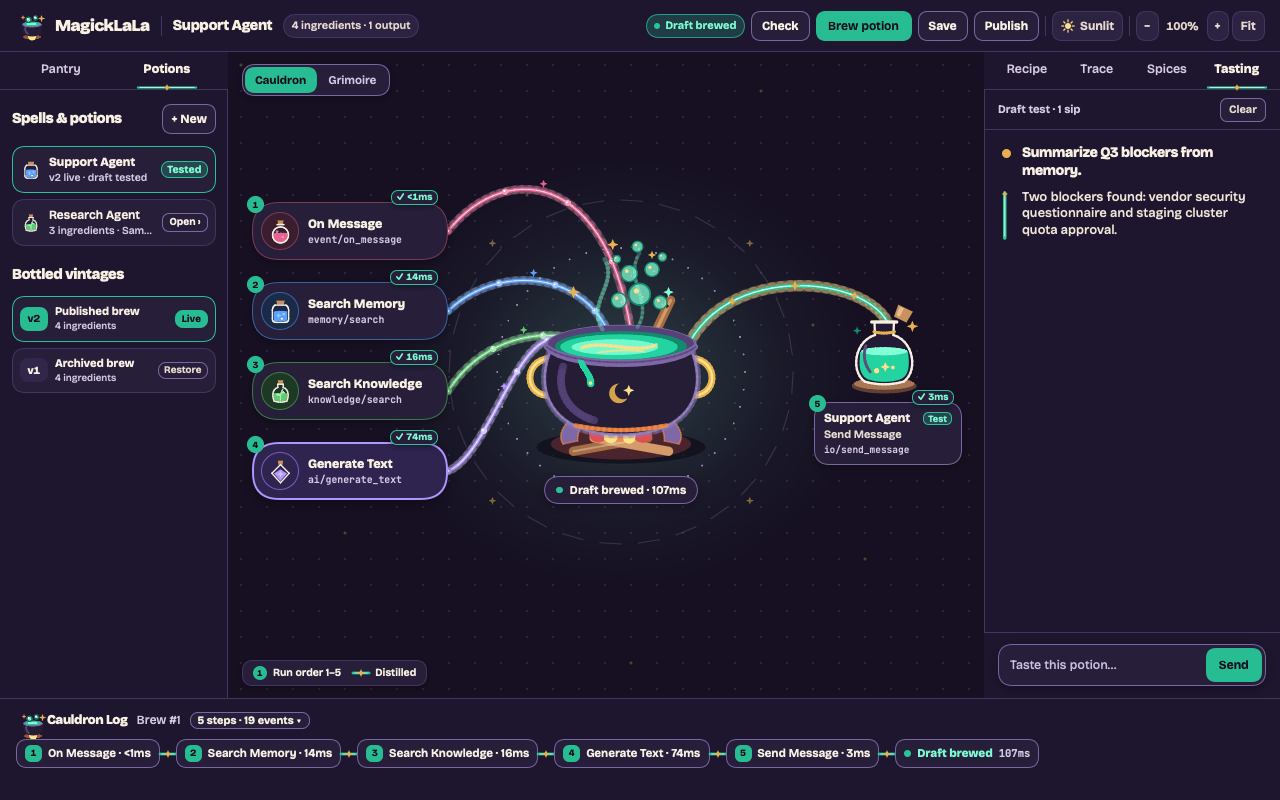 MagickLaLa
Support Agent
4 ingredients · 1 output
Draft brewed
Check
Brew potion
Save
Publish
Sunlit
−
100%
+
Fit
Pantry
Potions
Spells & potions
+ New
Support Agent
v2 live · draft tested
Tested
Research Agent
3 ingredients · Sam...
Open ›
Bottled vintages
v2
Published brew
4 ingredients
Live
v1
Archived brew
4 ingredients
Restore
Cauldron
Grimoire
1
✓ <1ms
On Message
event/on_message
2
✓ 14ms
Search Memory
memory/search
3
✓ 16ms
Search Knowledge
knowledge/search
4
✓ 74ms
Generate Text
ai/generate_text
Draft brewed · 107ms
5
✓ 3ms
Support Agent
Test
Send Message
io/send_message
1
Run order 1–5
Distilled
Recipe
Trace
Spices
Tasting
Draft test · 1 sip
Clear
Summarize Q3 blockers from
memory.
Two blockers found: vendor security
questionnaire and staging cluster
quota approval.
Taste this potion...
Send
Cauldron Log
Brew #1
5 steps · 19 events ▾
1 On Message · <1ms
2 Search Memory · 14ms
3 Search Knowledge · 16ms
4 Generate Text · 74ms
5 Send Message · 3ms
Draft brewed 107ms